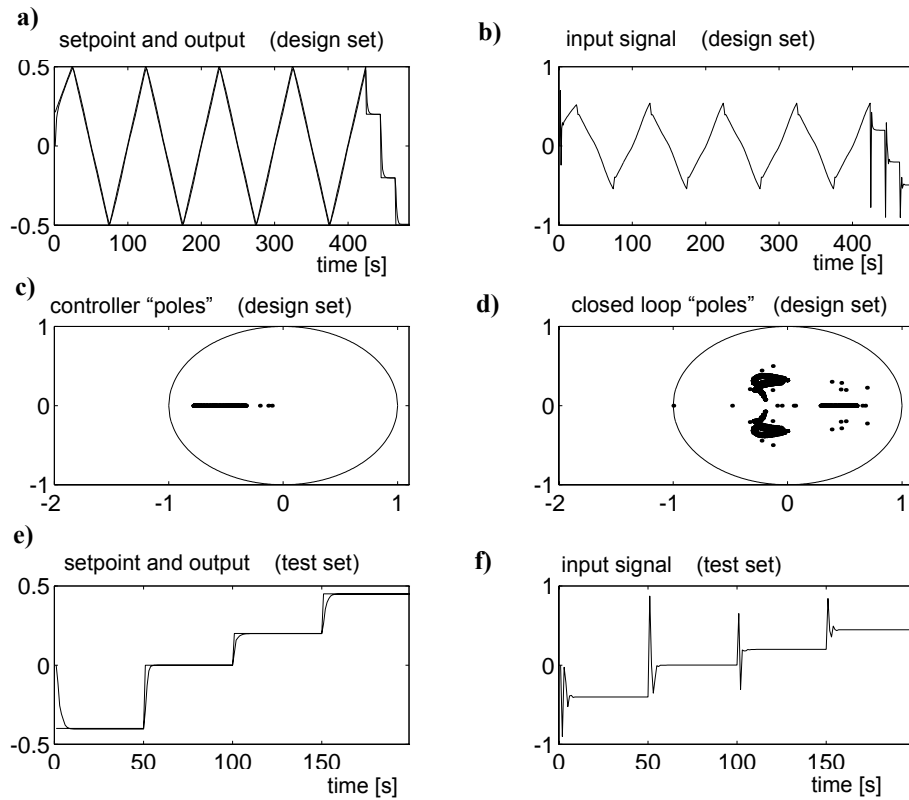 a)
setpoint and output (design set)
0.5
0
-0.5
0 100 200 300 400
time [s]
b)
input signal (design set)
1
0
-1
0 100 200 300 400
time [s]
c)
controller “poles” (design set)
1
0
-1
-2 -1 0 1
d)
closed loop “poles” (design set)
1
0
-1
-2 -1 0 1
e)
setpoint and output (test set)
0.5
0
-0.5
0 50 100 150
time [s]
f)
input signal (test set)
1
0
-1
0 50 100 150
time [s]